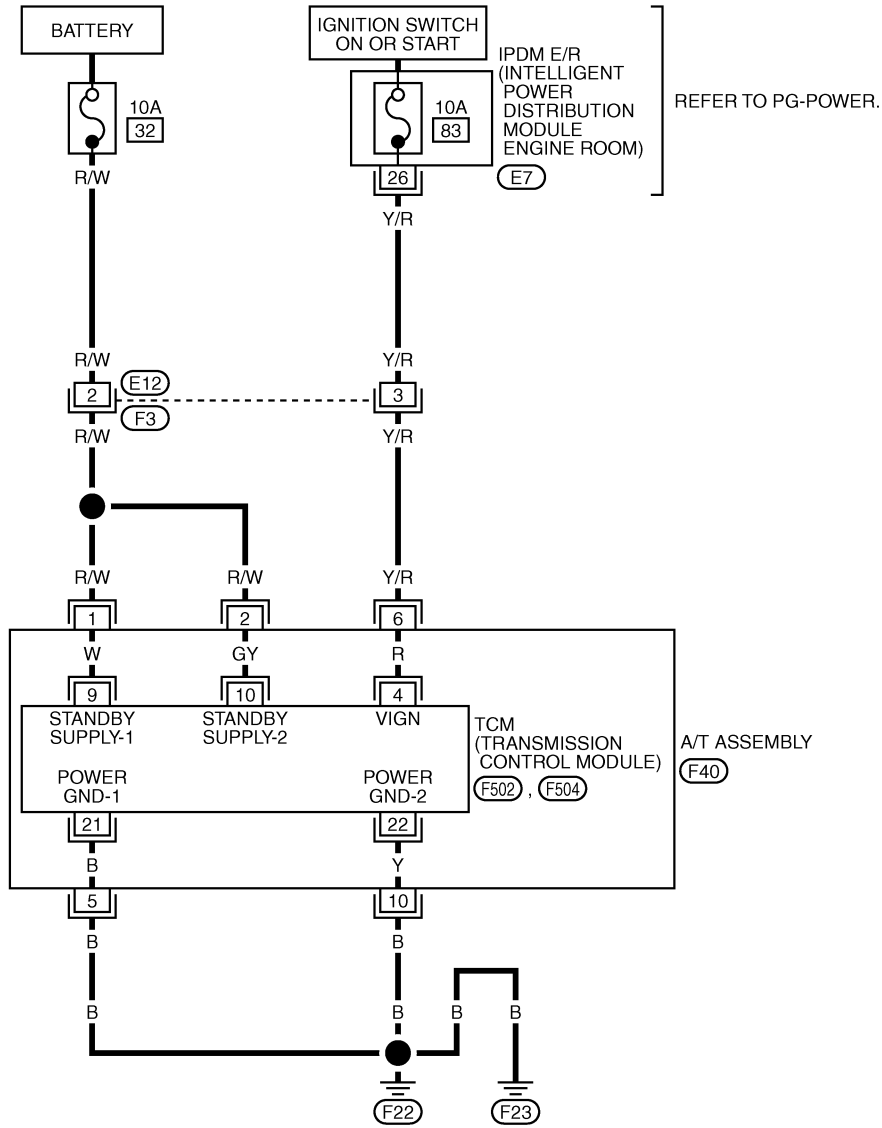 BATTERY
IGNITION SWITCH
ON OR START
10A
32
10A
83
IPDM E/R
(INTELLIGENT
POWER
DISTRIBUTION
MODULE
ENGINE ROOM)
REFER TO PG-POWER.
R/W
26
E7
Y/R
R/W
Y/R
2
E12
3
F3
R/W
Y/R
R/W
R/W
Y/R
1
2
6
W
GY
R
9
10
4
STANDBY
SUPPLY-1
STANDBY
SUPPLY-2
VIGN
TCM
(TRANSMISSION
CONTROL MODULE)
F502 , F504
A/T ASSEMBLY
F40
POWER
GND-1
POWER
GND-2
21
22
B
Y
5
10
B
B
B
B
B
B
F22
F23